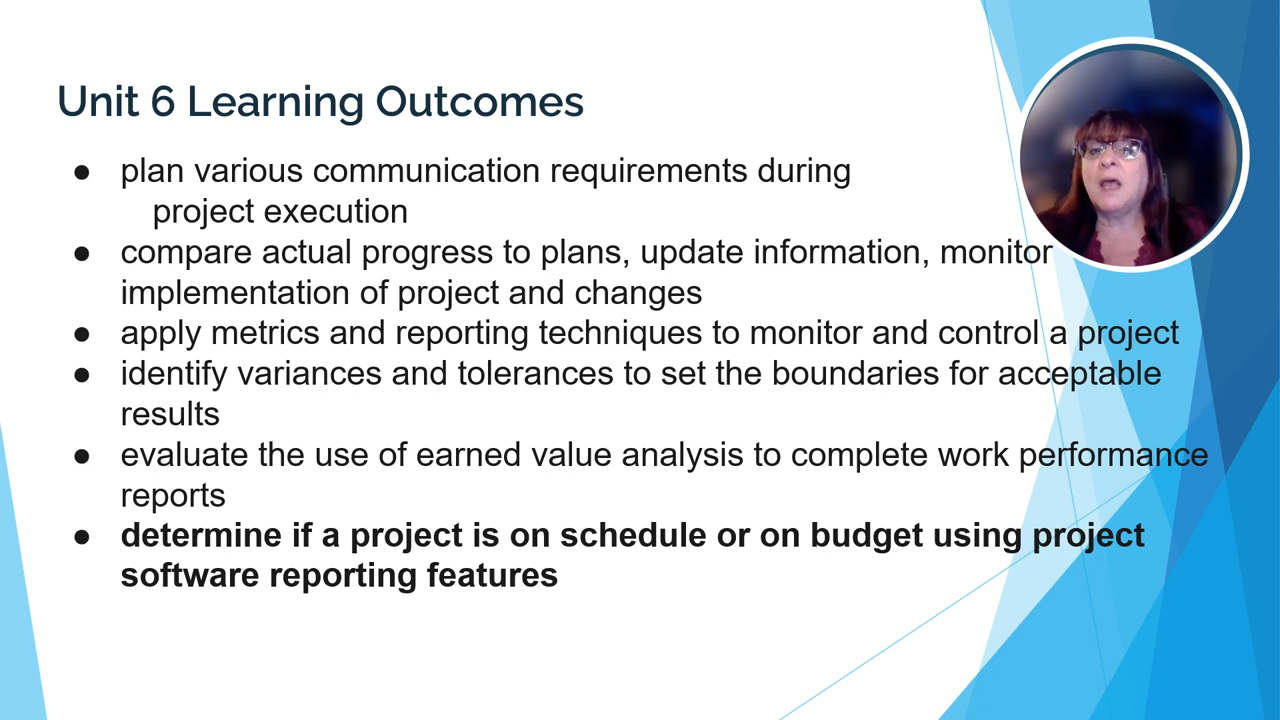 Unit 6 Learning Outcomes
● plan various communication requirements during
project execution
● compare actual progress to plans, update information, monitor
implementation of project and changes
● apply metrics and reporting techniques to monitor and control a project
● identify variances and tolerances to set the boundaries for acceptable
results
● evaluate the use of earned value analysis to complete work performance
reports
● determine if a project is on schedule or on budget using project
software reporting features